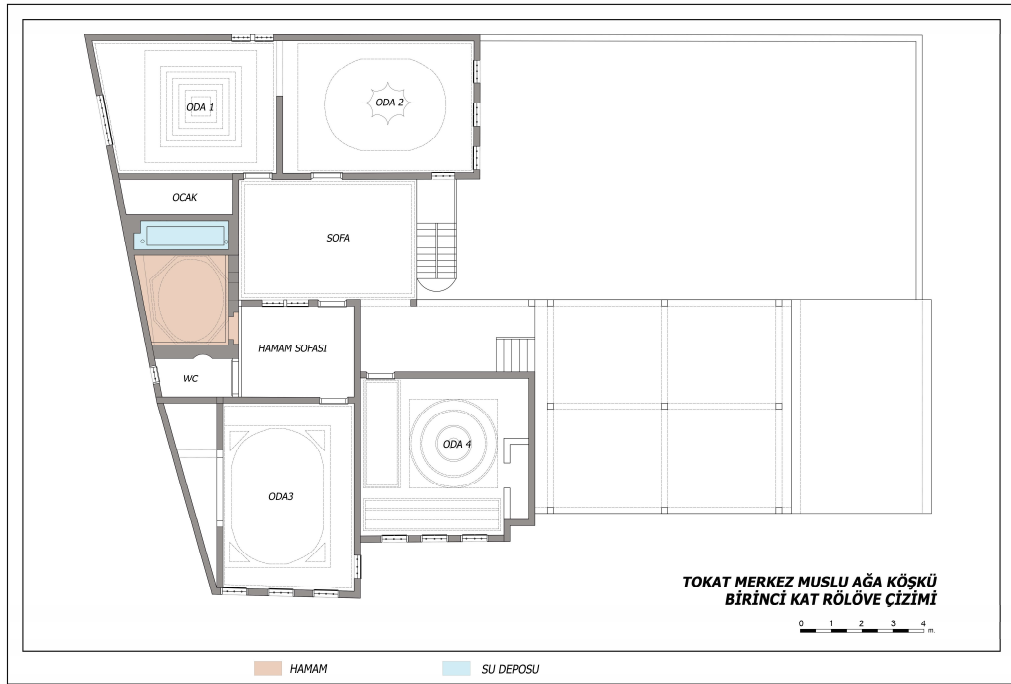 ODA 1
ODA 2
OCAK
SOFA
HAMAM SOFASI
WC
ODA 4
ODA3
TOKAT MERKEZ MUSLU AĞA KÖŞKÜ
BİRİNCİ KAT RÖLÖVE ÇİZİMİ
0 1 2 3 4 m.
HAMAM
SU DEPOSU